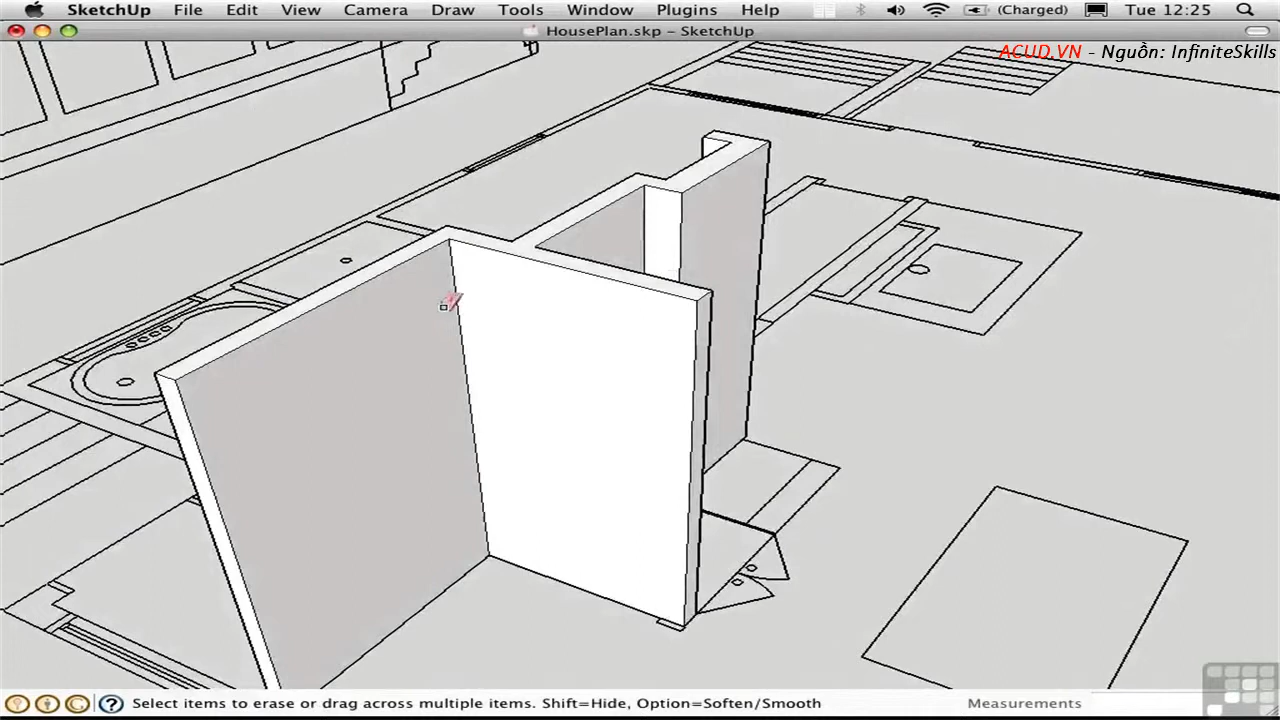 SketchUp File Edit View Camera Draw Tools Window Plugins Help (Charged) Tue 12:25
HousePlan.skp – SketchUp
ACUD.VN - Nguồn: InfiniteSkills
Select items to erase or drag across multiple items. Shift=Hide, Option=Soften/Smooth
Measurements